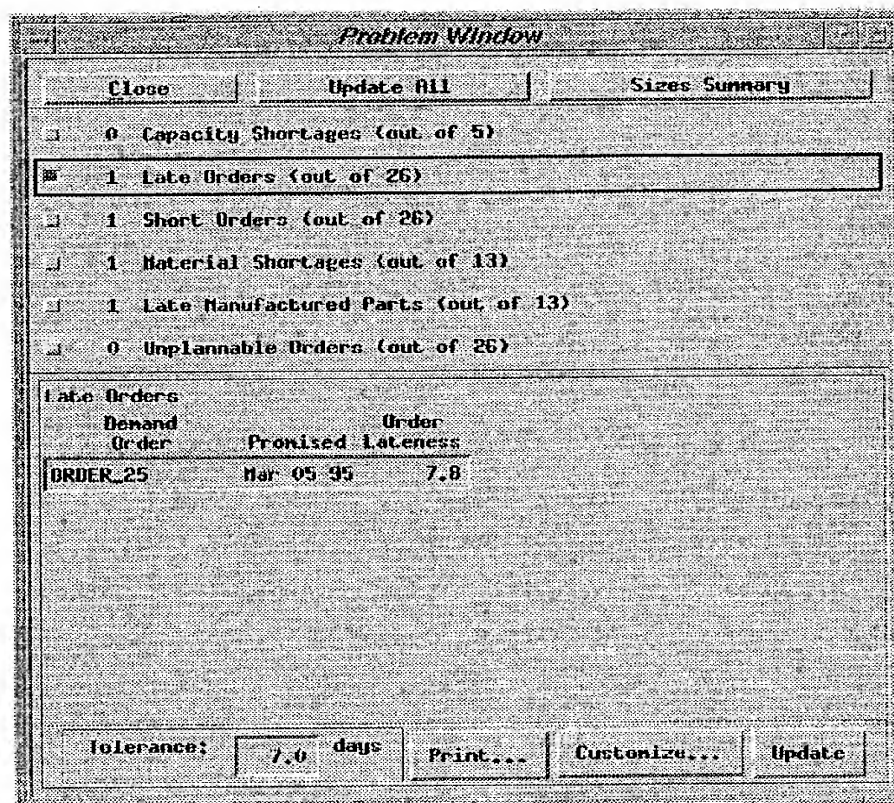 Problem Window
Close Update All Sizes Summary
0 Capacity Shortages (out of 5)
1 Late Orders (out of 26)
1 Short Orders (out of 26)
1 Material Shortages (out of 13)
1 Late Manufactured Parts (out of 13)
0 Unplannable Orders (out of 26)
Late Orders
Demand Order
Order Promised Lateness
ORDER_25 Mar 05 95 7.8
Tolerance: 7.0 days Print... Customize... Update